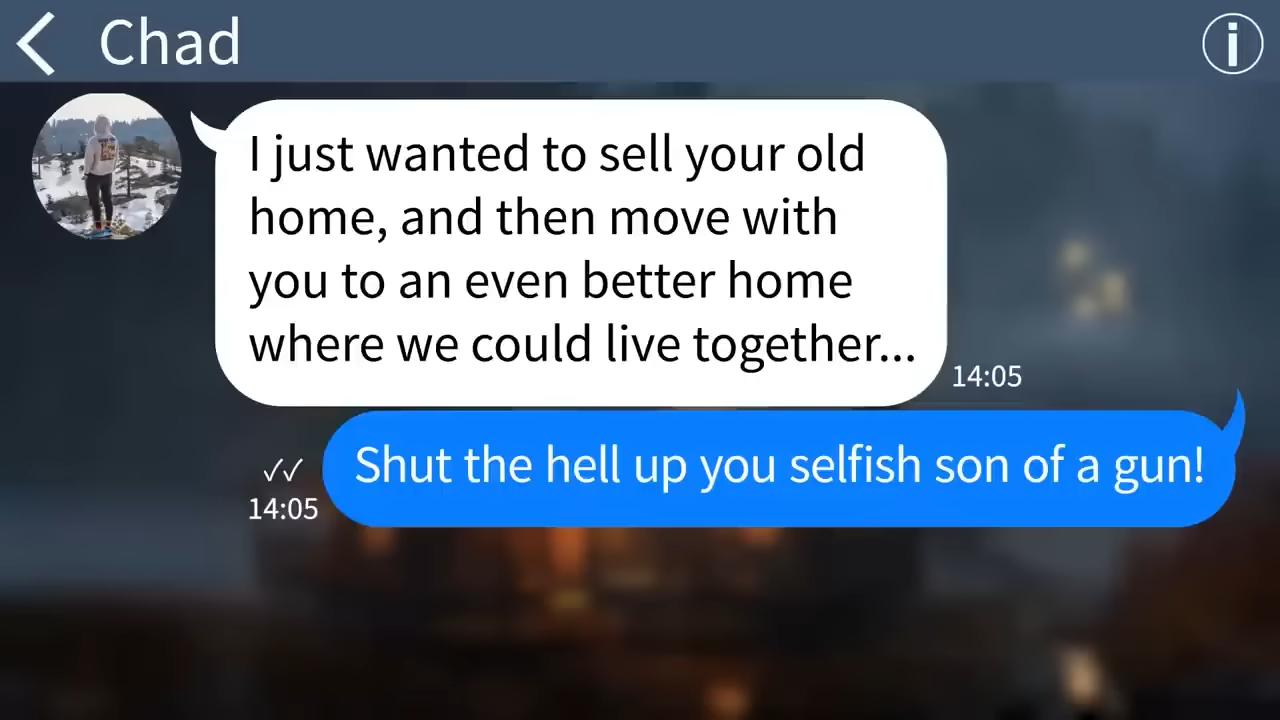 Chad
I just wanted to sell your old
home, and then move with
you to an even better home
where we could live together...
14:05
Shut the hell up you selfish son of a gun!
14:05